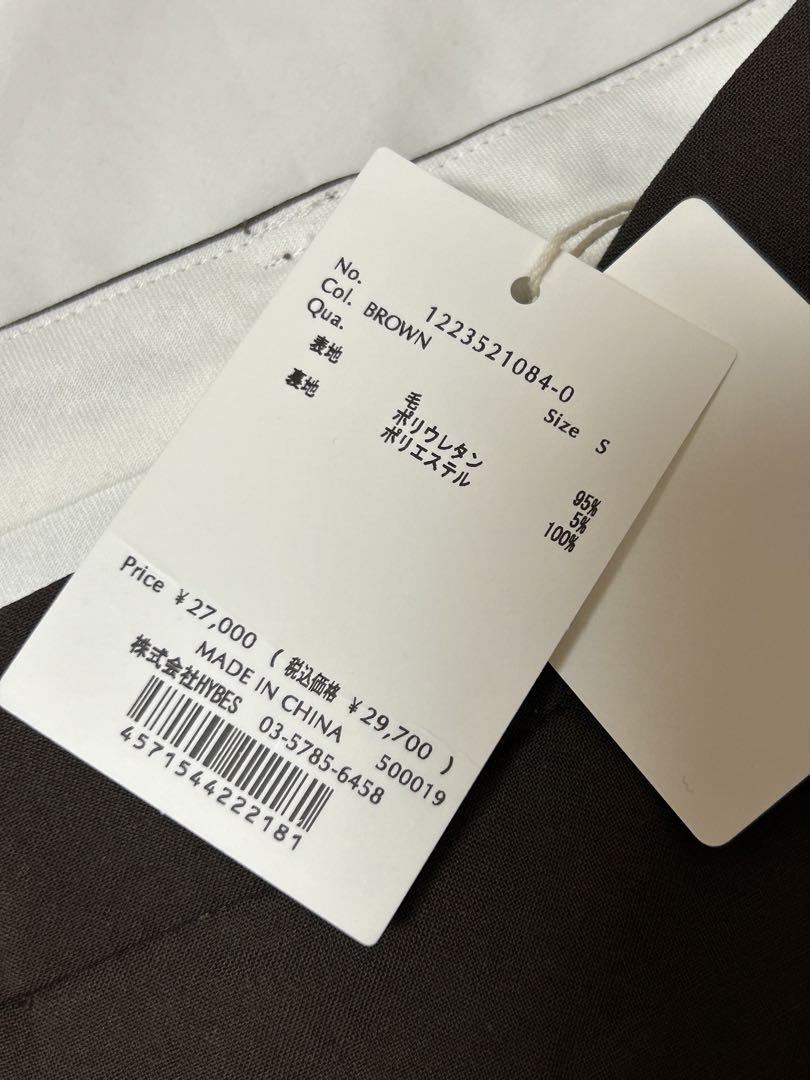 No. 1223521084-0
Col. BROWN Size S
Qua.
表地 毛 95%
ポリウレタン 5%
裏地 ポリエステル 100%
Price ¥27,000 ( 税込価格 ¥29,700 )
MADE IN CHINA 500019
株式会社HYBES 03-5785-6458
4571544222181